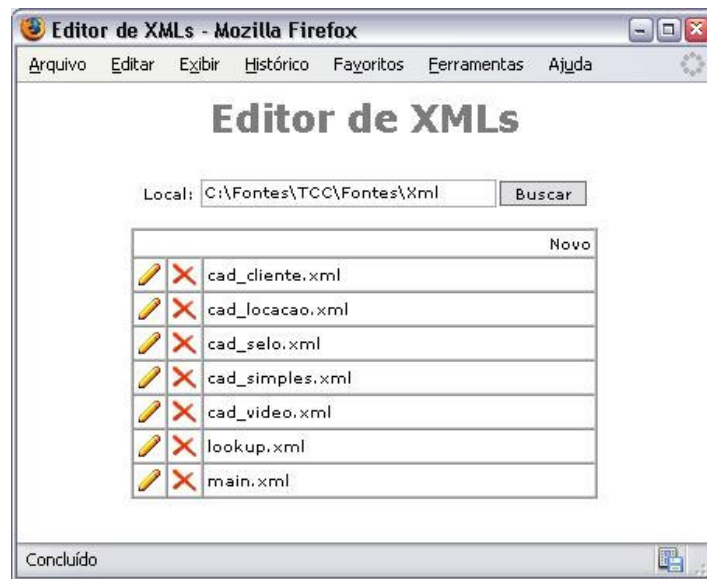 Editor de XMLs - Mozilla Firefox
Arquivo Editar Exibir Histórico Favoritos Ferramentas Ajuda
Editor de XMLs
Local: C:\Fontes\TCC\Fontes\Xml Buscar
Novo
cad_cliente.xml
cad_locacao.xml
cad_selo.xml
cad_simples.xml
cad_video.xml
lookup.xml
main.xml
Concluído